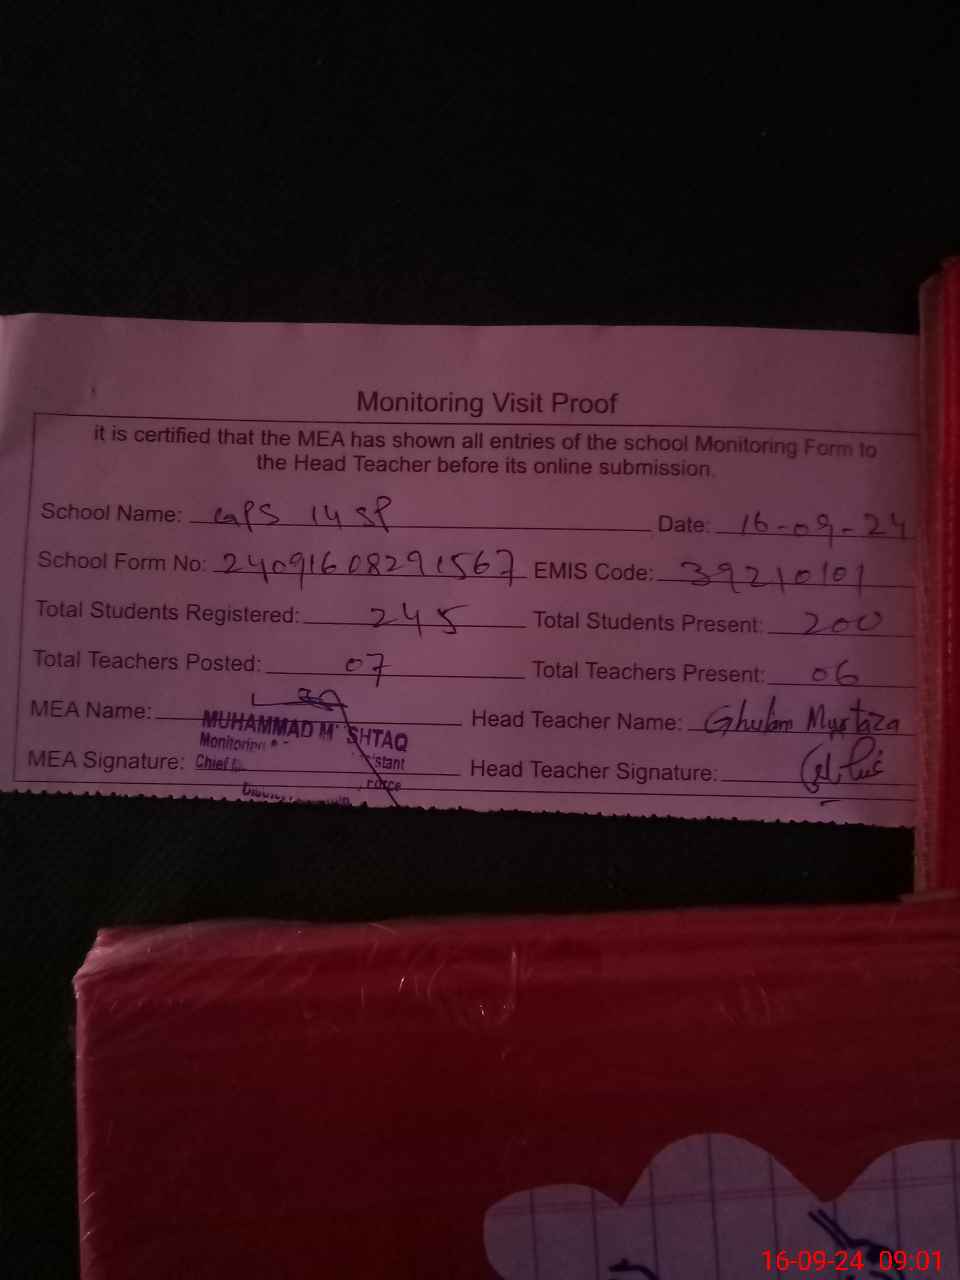 Monitoring Visit Proof
it is certified that the MEA has shown all entries of the school Monitoring Form to
the Head Teacher before its online submission.
School Name: GPS 14 SP Date: 16-09-24
School Form No: 24091608291567 EMIS Code: 39210101
Total Students Registered: 245 Total Students Present: 200
Total Teachers Posted: 07 Total Teachers Present: 06
MEA Name: Head Teacher Name: Ghulam Murtaza
MUHAMMAD M SHTAQ
Monitoring
MEA Signature: Chief Head Teacher Signature:
16-09-24 09:01